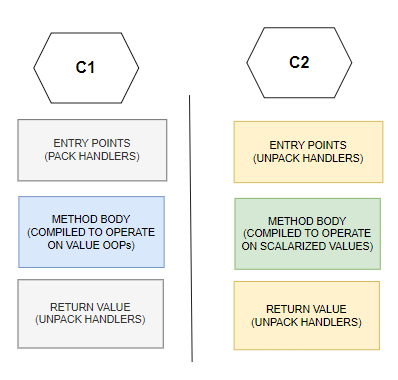 C1
ENTRY POINTS
(PACK HANDLERS)
METHOD BODY
(COMPILED TO OPERATE
ON VALUE OOPs)
RETURN VALUE
(UNPACK HANDLERS)
C2
ENTRY POINTS
(UNPACK HANDLERS)
METHOD BODY
(COMPILED TO OPERATE
ON SCALARIZED VALUES)
RETURN VALUE
(UNPACK HANDLERS)